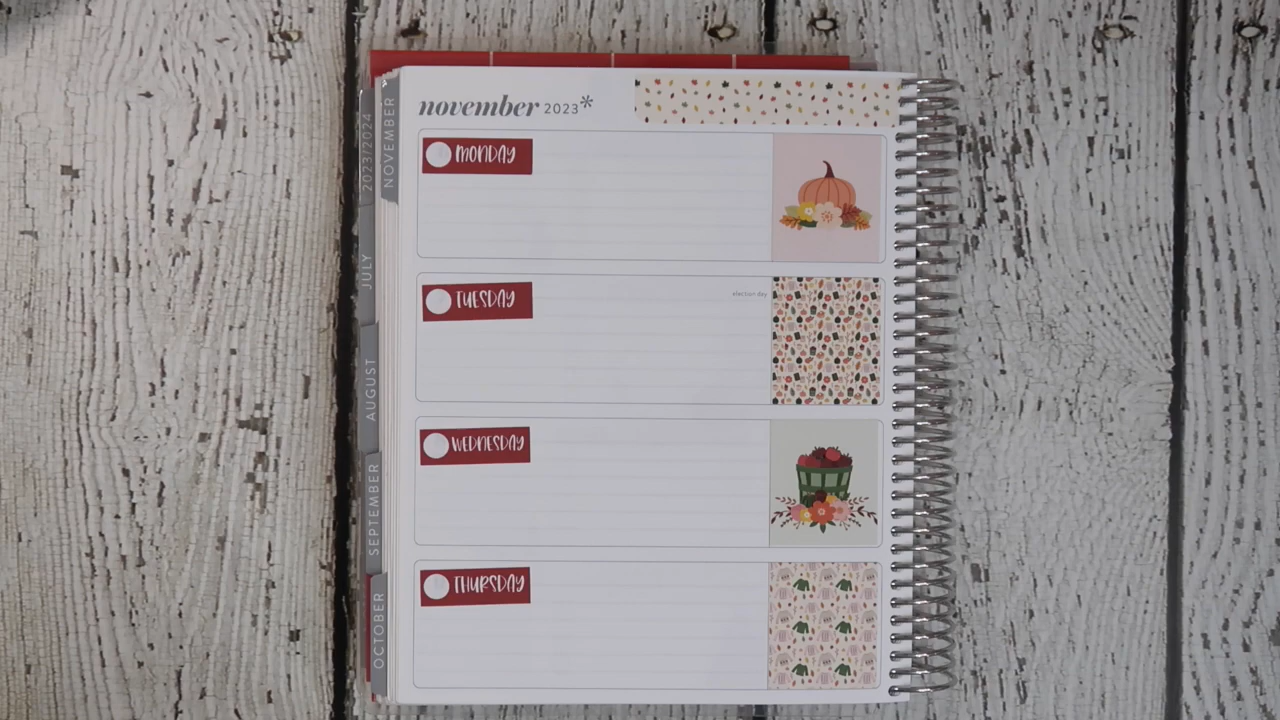 november 2023*
MONDAY
TUESDAY
election day
WEDNESDAY
THURSDAY
NOVEMBER
2023/2024
JULY
AUGUST
SEPTEMBER
OCTOBER